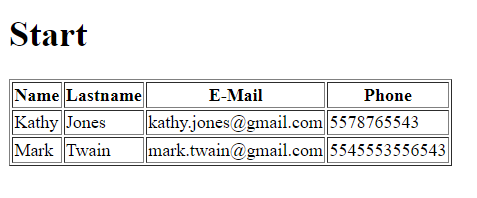 Start
Name Lastname E-Mail Phone
Kathy Jones kathy.jones@gmail.com 5578765543
Mark Twain mark.twain@gmail.com 5545553556543